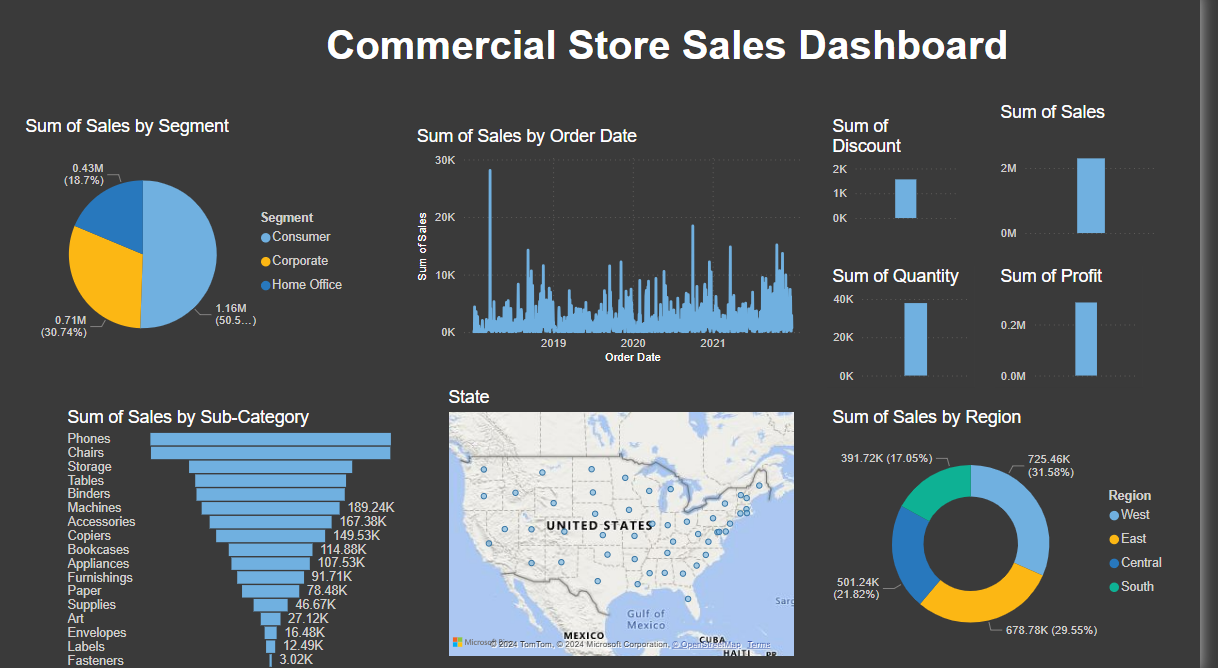 Commercial Store Sales Dashboard
Sum of Sales by Segment
0.43M
(18.7%)
0.71M
(30.74%)
1.16M
(50.5...)
Segment
Consumer
Corporate
Home Office
Sum of Sales by Order Date
Sum of Sales
30K
20K
10K
0K
2019
2020
2021
Order Date
Sum of
Discount
2K
1K
0K
Sum of Sales
2M
0M
Sum of Quantity
40K
20K
0K
Sum of Profit
0.2M
0.0M
Sum of Sales by Sub-Category
Phones
Chairs
Storage
Tables
Binders
Machines 189.24K
Accessories 167.38K
Copiers 149.53K
Bookcases 114.88K
Appliances 107.53K
Furnishings 91.71K
Paper 78.48K
Supplies 46.67K
Art 27.12K
Envelopes 16.48K
Labels 12.49K
Fasteners 3.02K
State
UNITED STATES
Gulf of
Mexico
MEXICO
CUBA
HAITI
PR
Sarg
Microsoft
© 2024 TomTom, © 2024 Microsoft Corporation, © OpenStreetMap Terms
Sum of Sales by Region
391.72K (17.05%)
725.46K
(31.58%)
501.24K
(21.82%)
678.78K (29.55%)
Region
West
East
Central
South